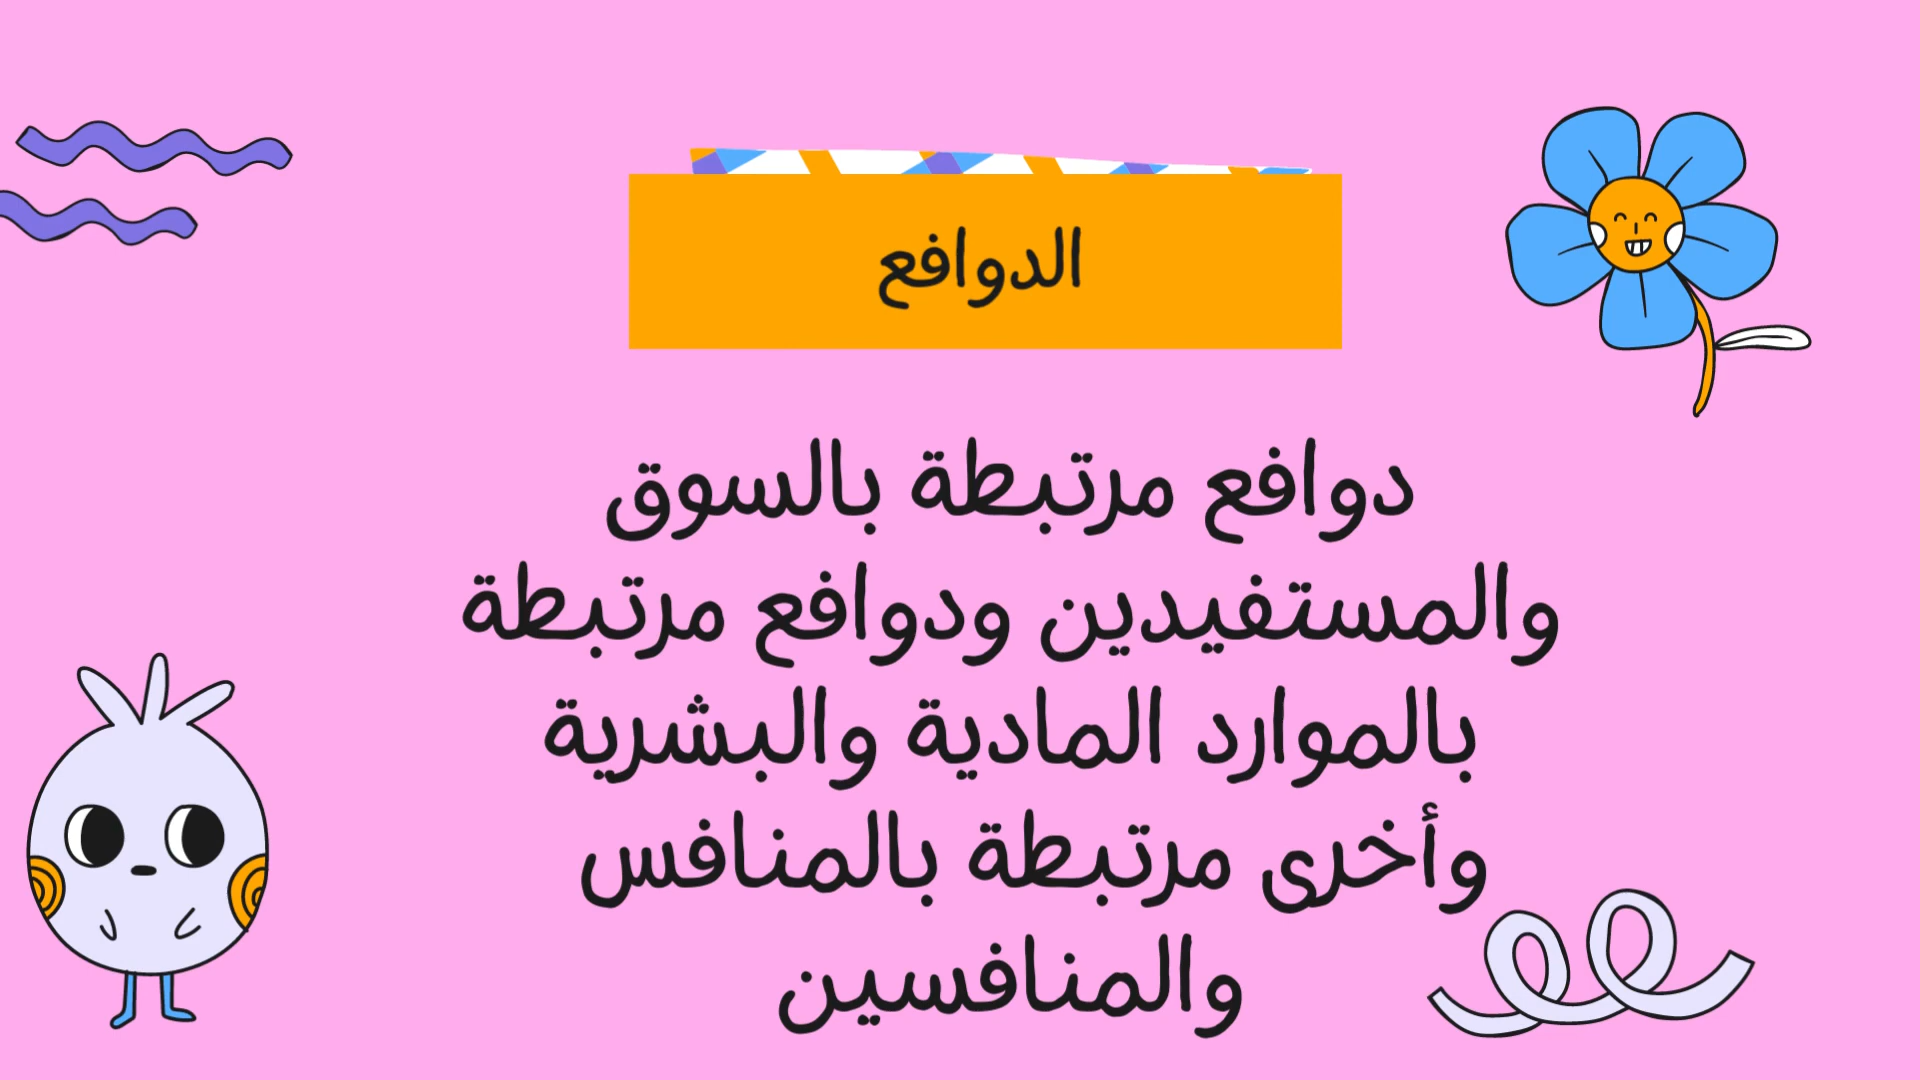 الدوافع
دوافع مرتبطة بالسوق
والمستفيدين ودوافع مرتبطة
بالموارد المادية والبشرية
وأخرى مرتبطة بالمنافس
والمنافسين